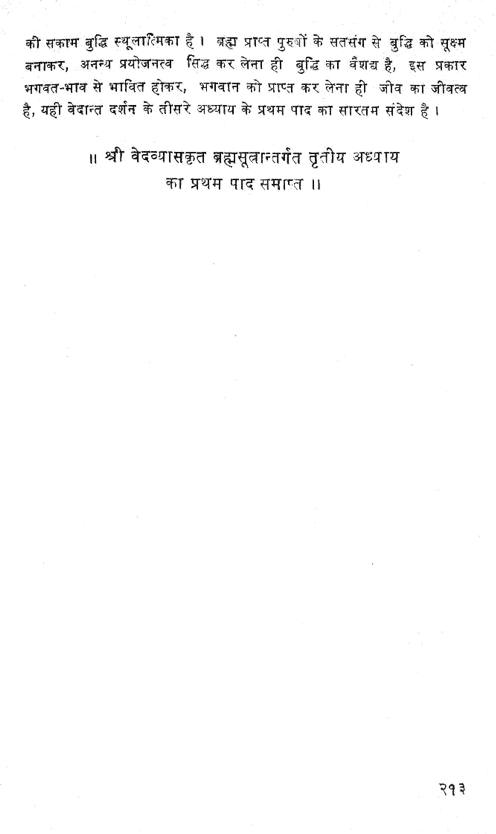 की सकाम बुद्धि स्थूलात्मिका है। ब्रह्म प्राप्त पुरुषों के सतसंग से बुद्धि को सूक्ष्म
बनाकर, अनन्य प्रयोजनत्व सिद्ध कर लेना ही बुद्धि का वैशद्य है, इस प्रकार
भगवत-भाव से भावित होकर, भगवान को प्राप्त कर लेना ही जीव का जीवत्व
है, यही वेदान्त दर्शन के तीसरे अध्याय के प्रथम पाद का सारतम संदेश है।
॥ श्री वेदव्यासकृत ब्रह्मसूत्रान्तर्गत तृतीय अध्याय
का प्रथम पाद समाप्त ॥
२१३